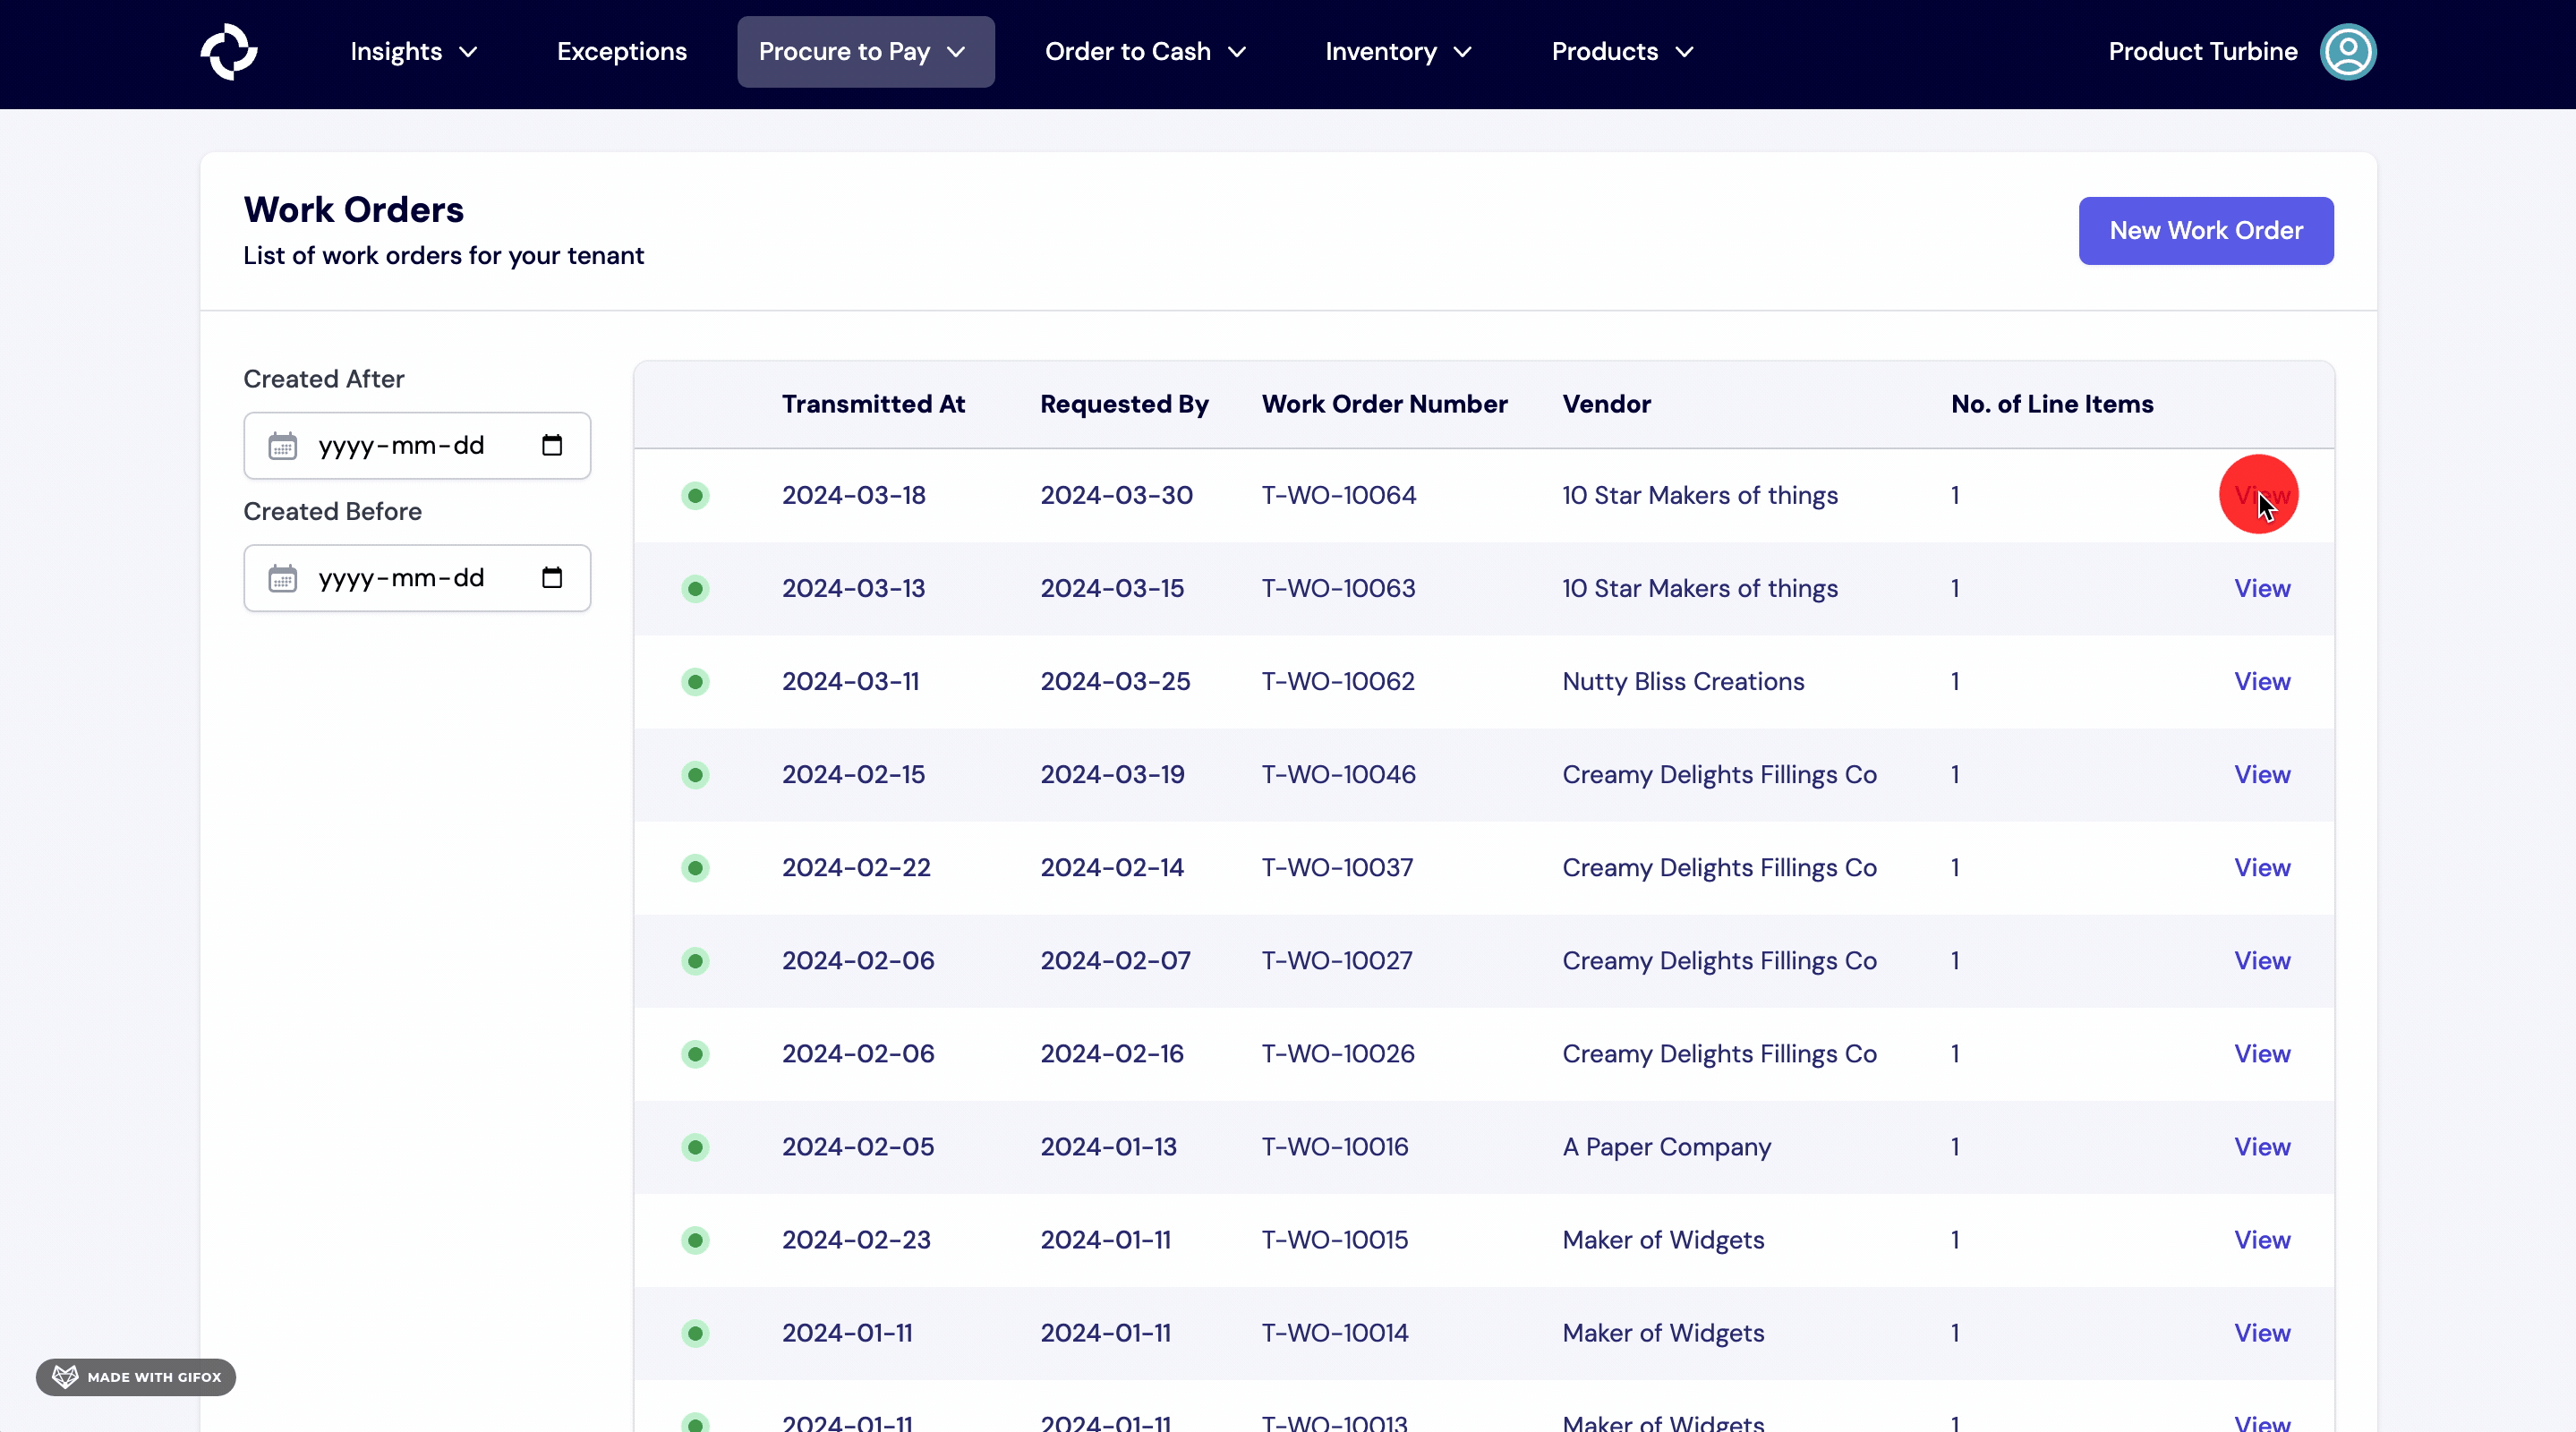 Insights Exceptions Procure to Pay Order to Cash Inventory Products Product Turbine
Work Orders
List of work orders for your tenant
New Work Order
Created After
yyyy-mm-dd
Created Before
yyyy-mm-dd
Transmitted At Requested By Work Order Number Vendor No. of Line Items
2024-03-18 2024-03-30 T-WO-10064 10 Star Makers of things 1 View
2024-03-13 2024-03-15 T-WO-10063 10 Star Makers of things 1 View
2024-03-11 2024-03-25 T-WO-10062 Nutty Bliss Creations 1 View
2024-02-15 2024-03-19 T-WO-10046 Creamy Delights Fillings Co 1 View
2024-02-22 2024-02-14 T-WO-10037 Creamy Delights Fillings Co 1 View
2024-02-06 2024-02-07 T-WO-10027 Creamy Delights Fillings Co 1 View
2024-02-06 2024-02-16 T-WO-10026 Creamy Delights Fillings Co 1 View
2024-02-05 2024-01-13 T-WO-10016 A Paper Company 1 View
2024-02-23 2024-01-11 T-WO-10015 Maker of Widgets 1 View
2024-01-11 2024-01-11 T-WO-10014 Maker of Widgets 1 View
2024-01-11 2024-01-11 T-WO-10013 Maker of Widgets 1 View
MADE WITH GIFOX